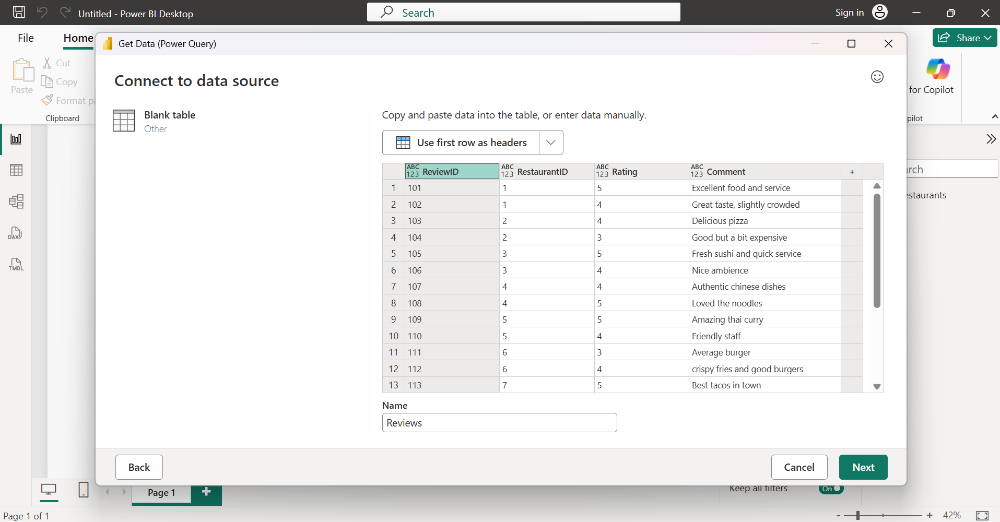 Untitled - Power BI Desktop
Search
Sign in
File
Home
Share
Get Data (Power Query)
Paste
Cut
Copy
Format pa
Clipboard
for Copilot
pilot
Connect to data source
Blank table
Other
Copy and paste data into the table, or enter data manually.
Use first row as headers
ABC 123 ReviewID ABC 123 RestaurantID ABC 123 Rating ABC 123 Comment +
1 101 1 5 Excellent food and service
2 102 1 4 Great taste, slightly crowded
3 103 2 4 Delicious pizza
4 104 2 3 Good but a bit expensive
5 105 3 5 Fresh sushi and quick service
6 106 3 4 Nice ambience
7 107 4 4 Authentic chinese dishes
8 108 4 5 Loved the noodles
9 109 5 5 Amazing thai curry
10 110 5 4 Friendly staff
11 111 6 3 Average burger
12 112 6 4 crispy fries and good burgers
13 113 7 5 Best tacos in town
Name
Reviews
Back
Cancel
Next
DAX
TMDL
rch
estaurants
Keep all filters
On
Page 1
+
Page 1 of 1
- + 42%